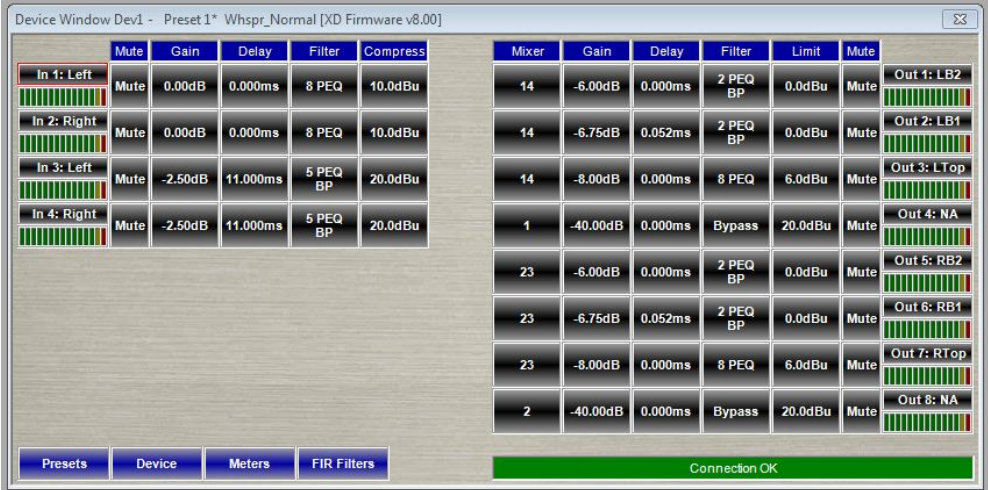 Device Window Dev1 - Preset 1* Whspr_Normal [XD Firmware v8.00]
Mute Gain Delay Filter Compress
In 1: Left Mute 0.00dB 0.000ms 8 PEQ 10.0dBu
In 2: Right Mute 0.00dB 0.000ms 8 PEQ 10.0dBu
In 3: Left Mute -2.50dB 11.000ms 5 PEQ BP 20.0dBu
In 4: Right Mute -2.50dB 11.000ms 5 PEQ BP 20.0dBu
Mixer Gain Delay Filter Limit Mute
14 -6.00dB 0.000ms 2 PEQ BP 0.0dBu Mute Out 1: LB2
14 -6.75dB 0.052ms 2 PEQ BP 0.0dBu Mute Out 2: LB1
14 -8.00dB 0.000ms 8 PEQ 6.0dBu Mute Out 3: LTop
1 -40.00dB 0.000ms Bypass 20.0dBu Mute Out 4: NA
23 -6.00dB 0.000ms 2 PEQ BP 0.0dBu Mute Out 5: RB2
23 -6.75dB 0.052ms 2 PEQ BP 0.0dBu Mute Out 6: RB1
23 -8.00dB 0.000ms 8 PEQ 6.0dBu Mute Out 7: RTop
2 -40.00dB 0.000ms Bypass 20.0dBu Mute Out 8: NA
Presets Device Meters FIR Filters
Connection OK